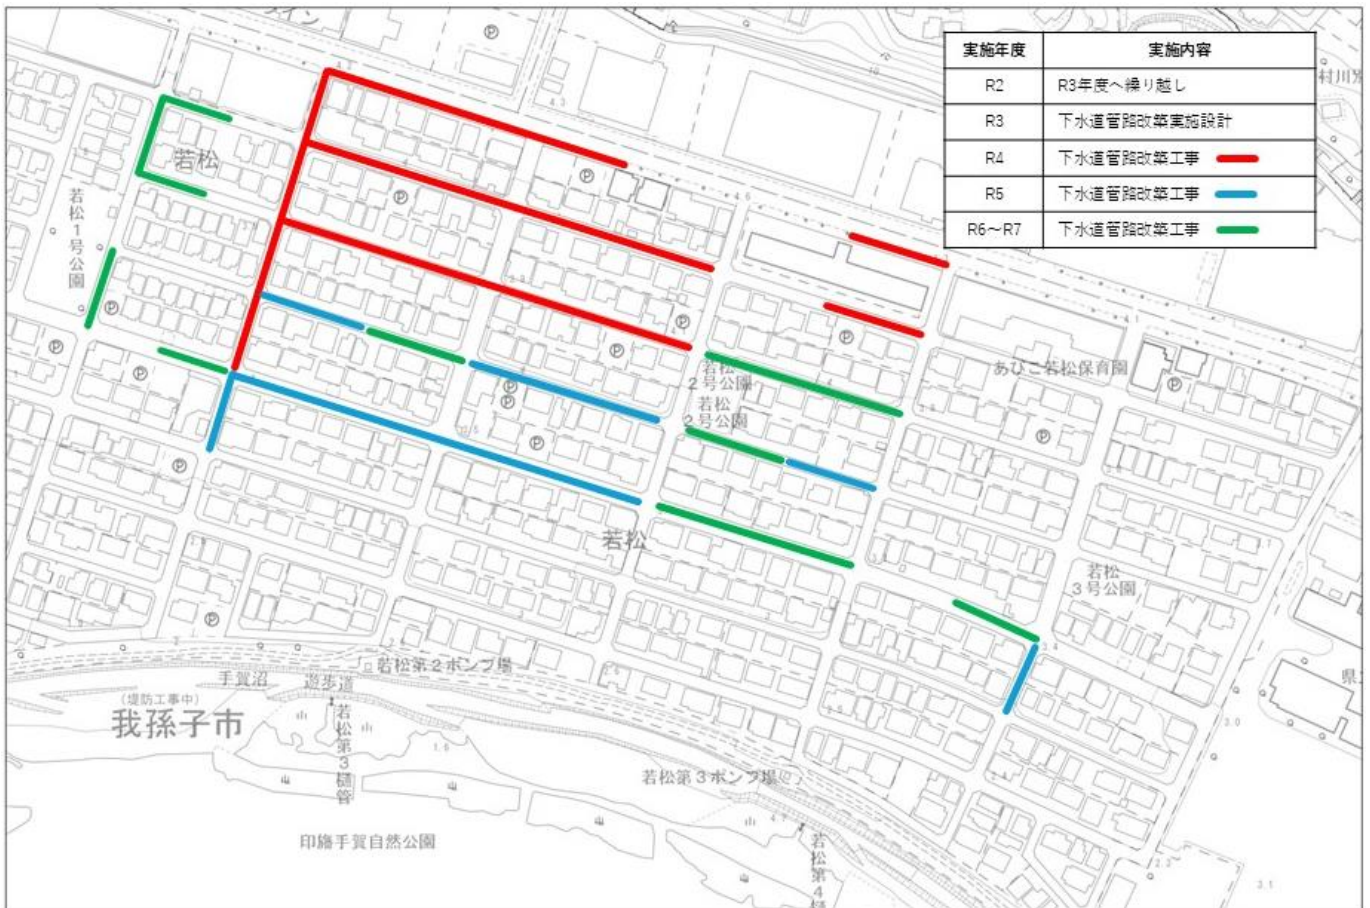 実施年度 実施内容
R2 R3年度へ繰り越し
R3 下水道管路改築実施設計
R4 下水道管路改築工事
R5 下水道管路改築工事
R6～R7 下水道管路改築工事
若松
若松1号公園
若松
2号公園
若松
2号公園
あびこ若松保育園
若松
若松
3号公園
若松第2ポンプ場
手賀沼 遊歩道
(堤防工事中)
我孫子市
若松第3樋管
若松第3ポンプ場
印旛手賀自然公園
若松第4樋